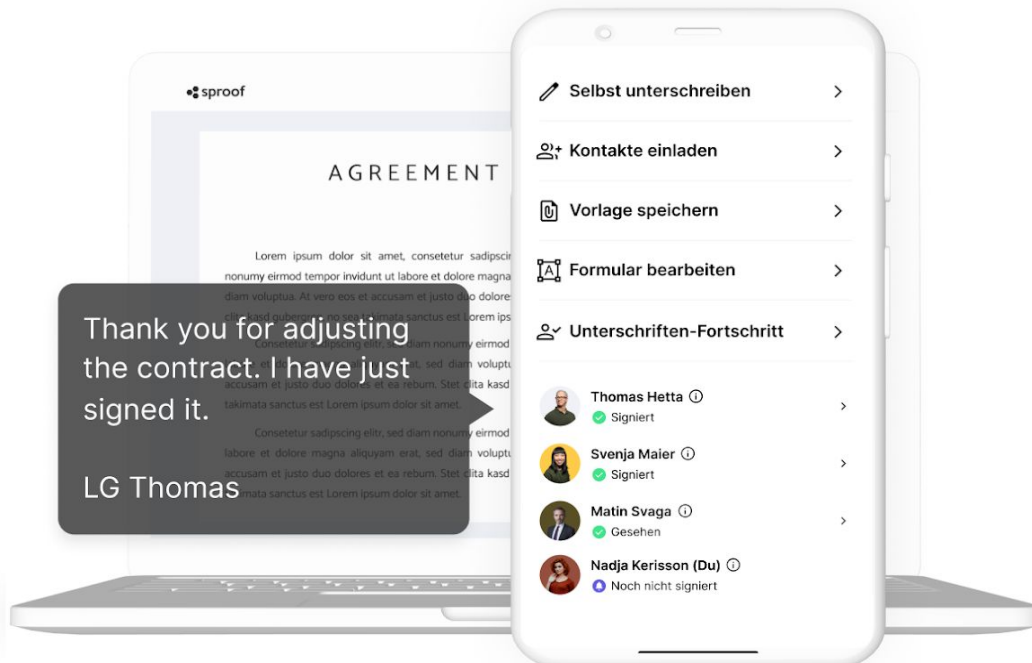 sproof
AGREEMENT
Lorem ipsum dolor sit amet, consetetur
nonumy eirmod tempor invidunt ut labore et dolore magna
diam voluptua. At vero eos et accusam et justo duo
Thank you for adjusting
the contract. I have just
signed it.
LG Thomas
Consetetur sadipscing elitr, sed diam nonumy eirmod
labore et dolore magna aliquyam erat, sed diam
accusam et justo duo dolores et ea rebum. Stet clita kasd
takimata sanctus est Lorem ipsum dolor sit amet.
Selbst unterschreiben
Kontakte einladen
Vorlage speichern
Formular bearbeiten
Unterschriften-Fortschritt
Thomas Hetta
Signiert
Svenja Maier
Signiert
Matin Svaga
Gesehen
Nadja Kerisson (Du)
Noch nicht signiert